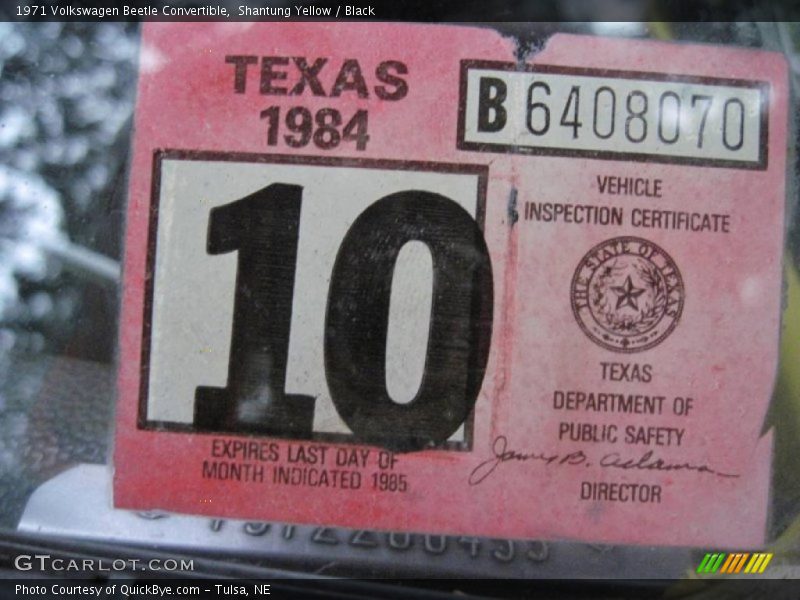 1971 Volkswagen Beetle Convertible, Shantung Yellow / Black
TEXAS
1984
B 6408070
10
EXPIRES LAST DAY OF
MONTH INDICATED 1985
VEHICLE
INSPECTION CERTIFICATE
THE STATE OF TEXAS
TEXAS
DEPARTMENT OF
PUBLIC SAFETY
James B. Adams
DIRECTOR
GTCARLOT.COM
Photo Courtesy of QuickBye.com – Tulsa, NE